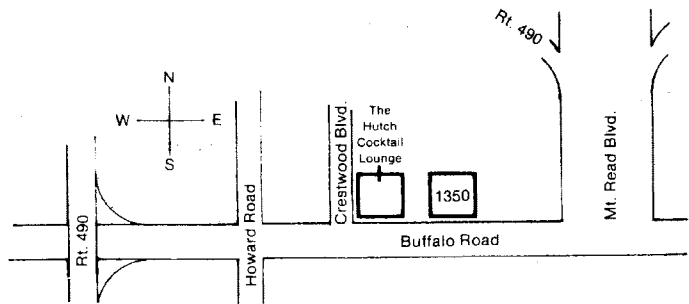 Rt. 490
N
W
E
S
The
Hutch
Cocktail
Lounge
Crestwood Blvd.
1350
Mt. Read Blvd.
Howard Road
Rt. 490
Buffalo Road